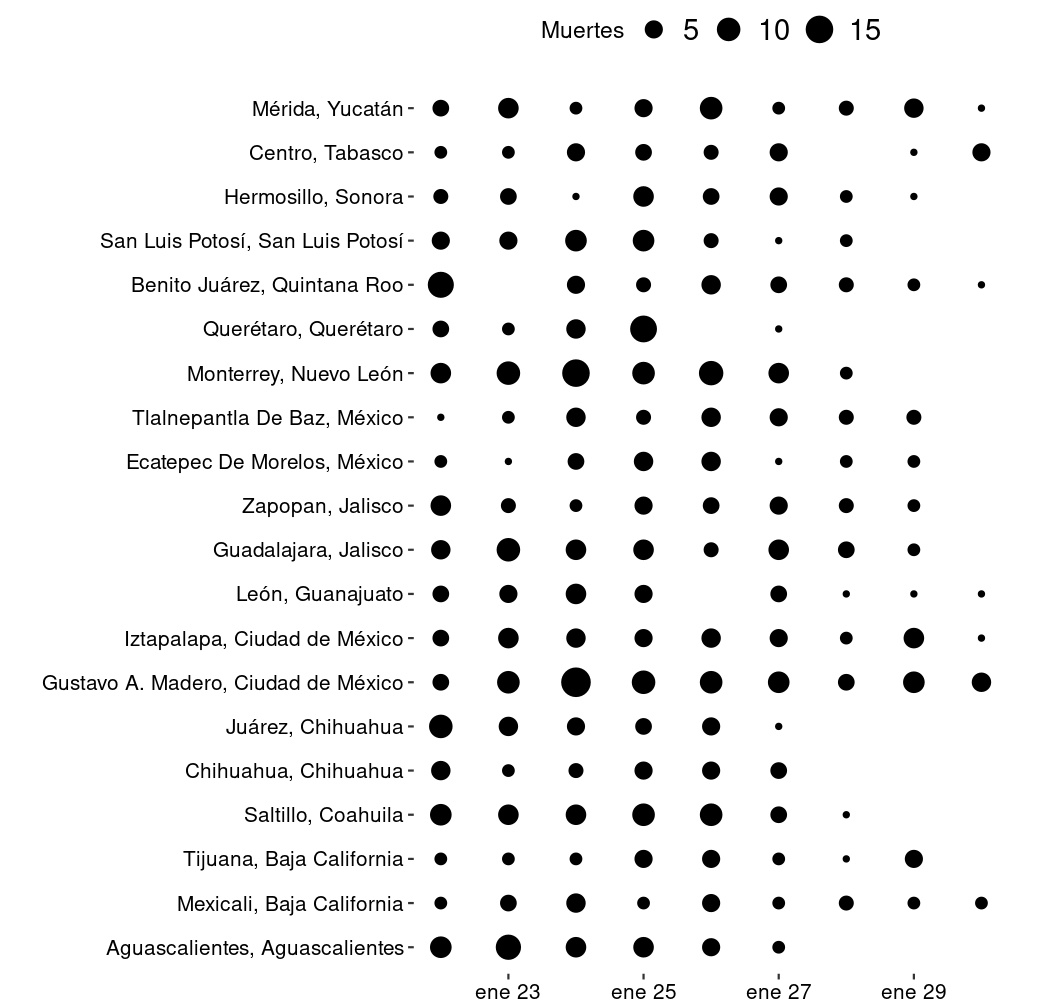 Muertes 5 10 15
Mérida, Yucatán
Centro, Tabasco
Hermosillo, Sonora
San Luis Potosí, San Luis Potosí
Benito Juárez, Quintana Roo
Querétaro, Querétaro
Monterrey, Nuevo León
Tlalnepantla De Baz, México
Ecatepec De Morelos, México
Zapopan, Jalisco
Guadalajara, Jalisco
León, Guanajuato
Iztapalapa, Ciudad de México
Gustavo A. Madero, Ciudad de México
Juárez, Chihuahua
Chihuahua, Chihuahua
Saltillo, Coahuila
Tijuana, Baja California
Mexicali, Baja California
Aguascalientes, Aguascalientes
ene 23 ene 25 ene 27 ene 29